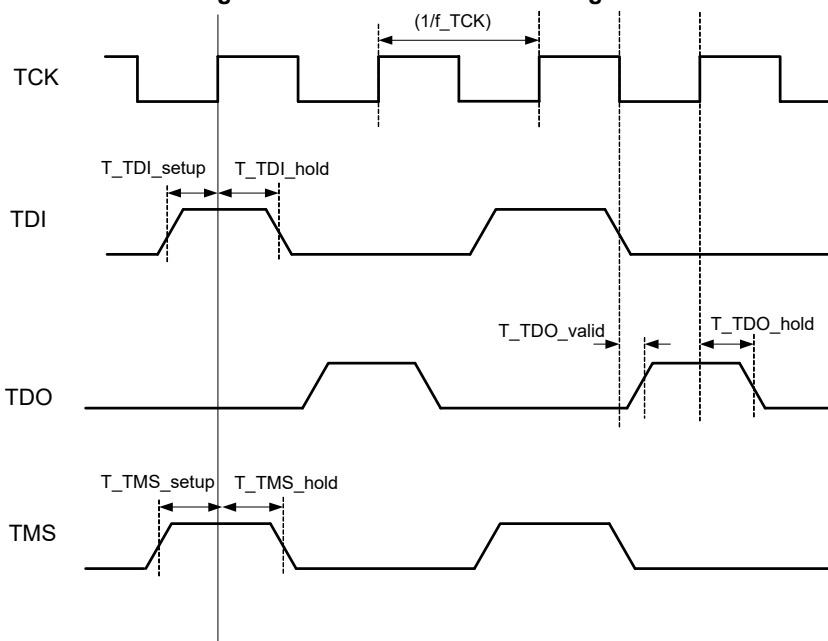 (1/f_TCK)
TCK
T_TDI_setup T_TDI_hold
TDI
T_TDO_valid T_TDO_hold
TDO
T_TMS_setup T_TMS_hold
TMS